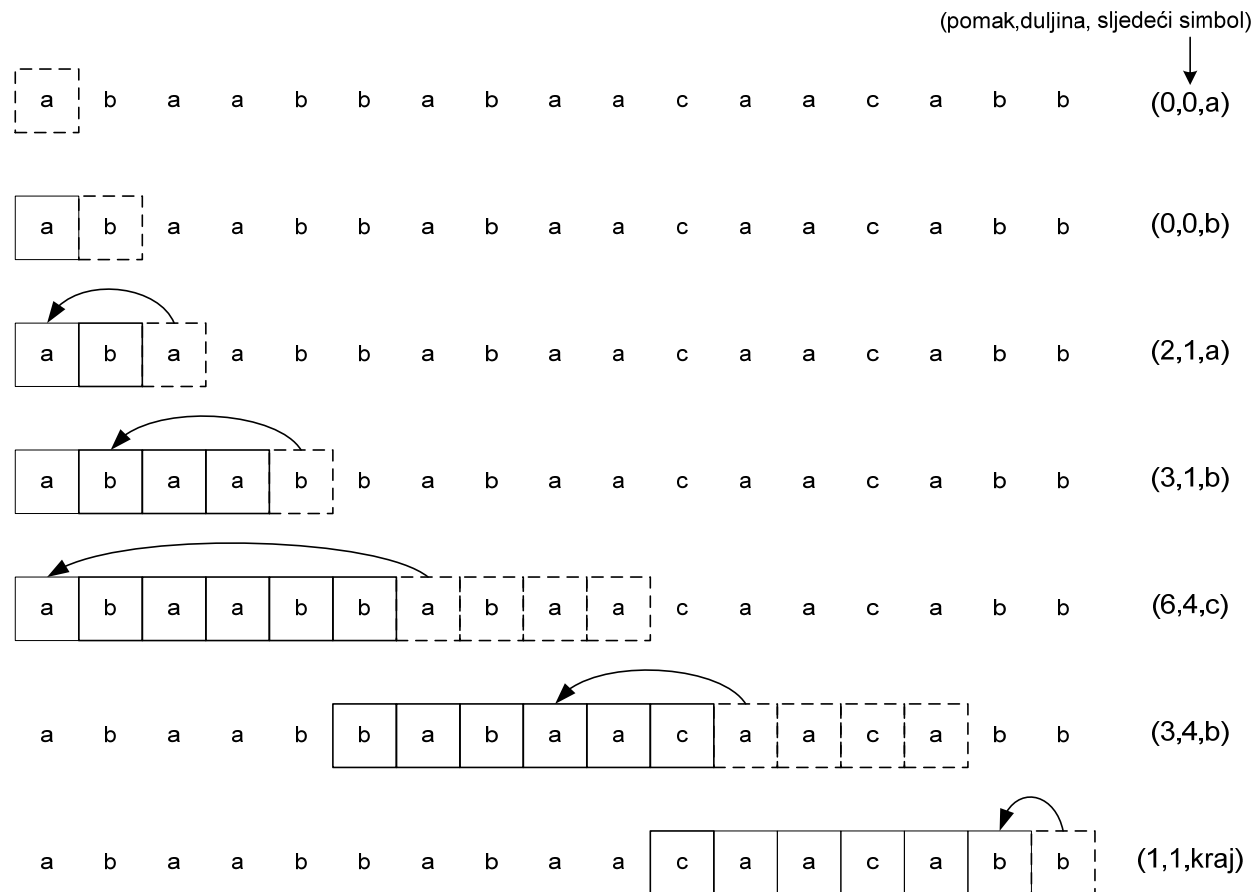 (pomak,duljina, sljedeći simbol)
a b a a b b a b a a c a a c a b b (0,0,a)
a b a a b b a b a a c a a c a b b (0,0,b)
a b a a b b a b a a c a a c a b b (2,1,a)
a b a a b b a b a a c a a c a b b (3,1,b)
a b a a b b a b a a c a a c a b b (6,4,c)
a b a a b b a b a a c a a c a b b (3,4,b)
a b a a b b a b a a c a a c a b b (1,1,kraj)